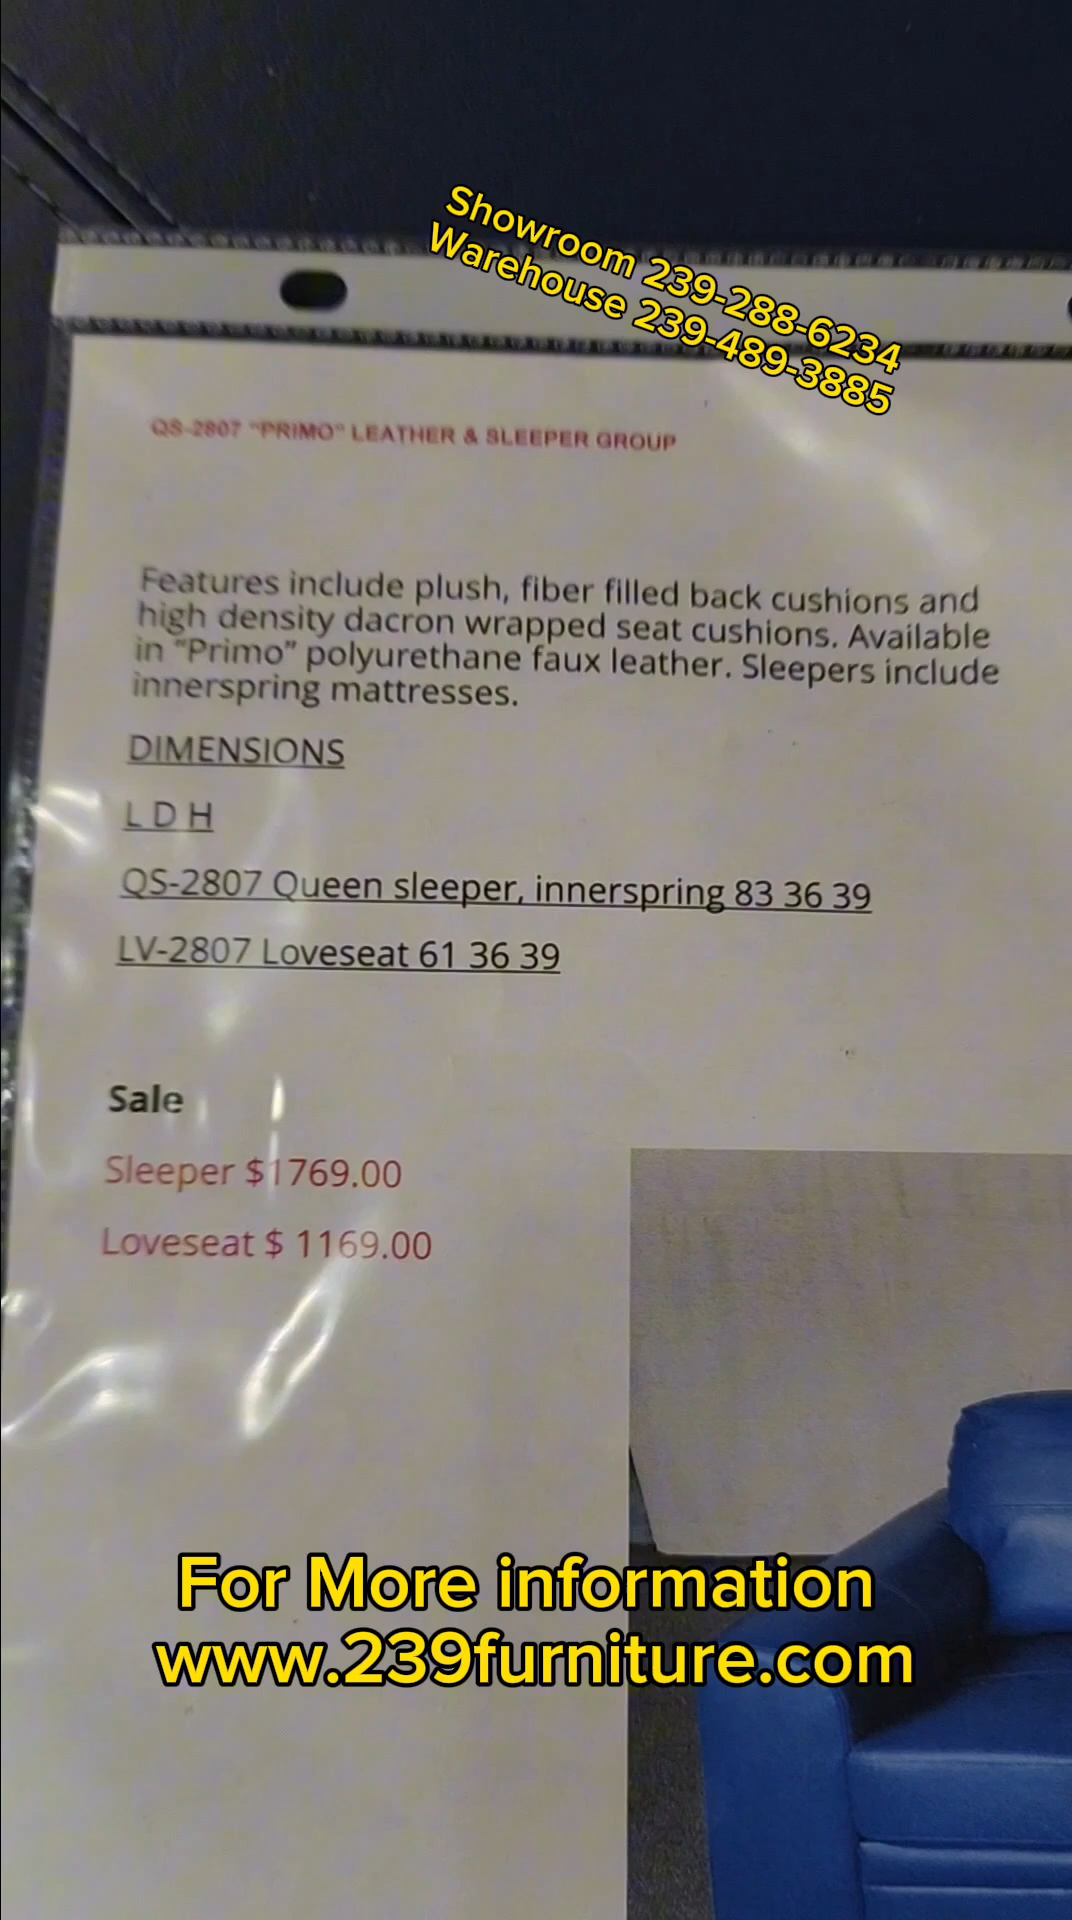 Showroom 239-288-6234
Warehouse 239-489-3885
QS-2807 "PRIMO" LEATHER & SLEEPER GROUP
Features include plush, fiber filled back cushions and
high density dacron wrapped seat cushions. Available
in "Primo" polyurethane faux leather. Sleepers include
innerspring mattresses.
DIMENSIONS
L D H
QS-2807 Queen sleeper, innerspring 83 36 39
LV-2807 Loveseat 61 36 39
Sale
Sleeper $1769.00
Loveseat $ 1169.00
For More information
www.239furniture.com